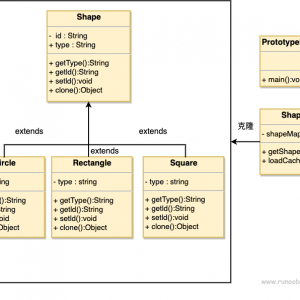 Shape
- id : String
+ type : String
+ getType():String
+ getId():String
+ setId():void
+ clone():Object
extends
extends
extends
ircle
string
:String
tring
oid
bject
Rectangle
- type : string
+ getType():String
+ getId():String
+ setId():void
+ clone():Object
Square
- type : string
+ getType():String
+ getId():String
+ setId():void
+ clone():Object
克隆
Prototype
+ main():vo
Shap
- shapeMap
+ getShape
+ loadCach
www.runoob